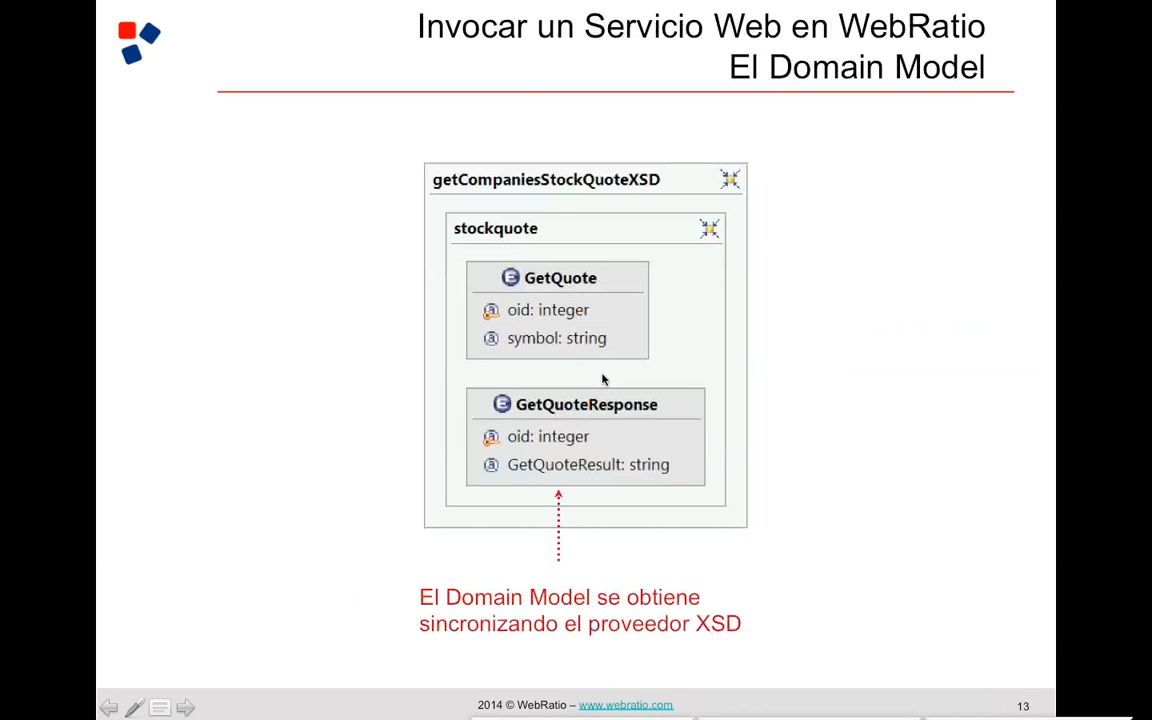 Invocar un Servicio Web en WebRatio
El Domain Model
getCompaniesStockQuoteXSD
stockquote
GetQuote
oid: integer
symbol: string
GetQuoteResponse
oid: integer
GetQuoteResult: string
El Domain Model se obtiene
sincronizando el proveedor XSD
2014 © WebRatio – www.webratio.com
13